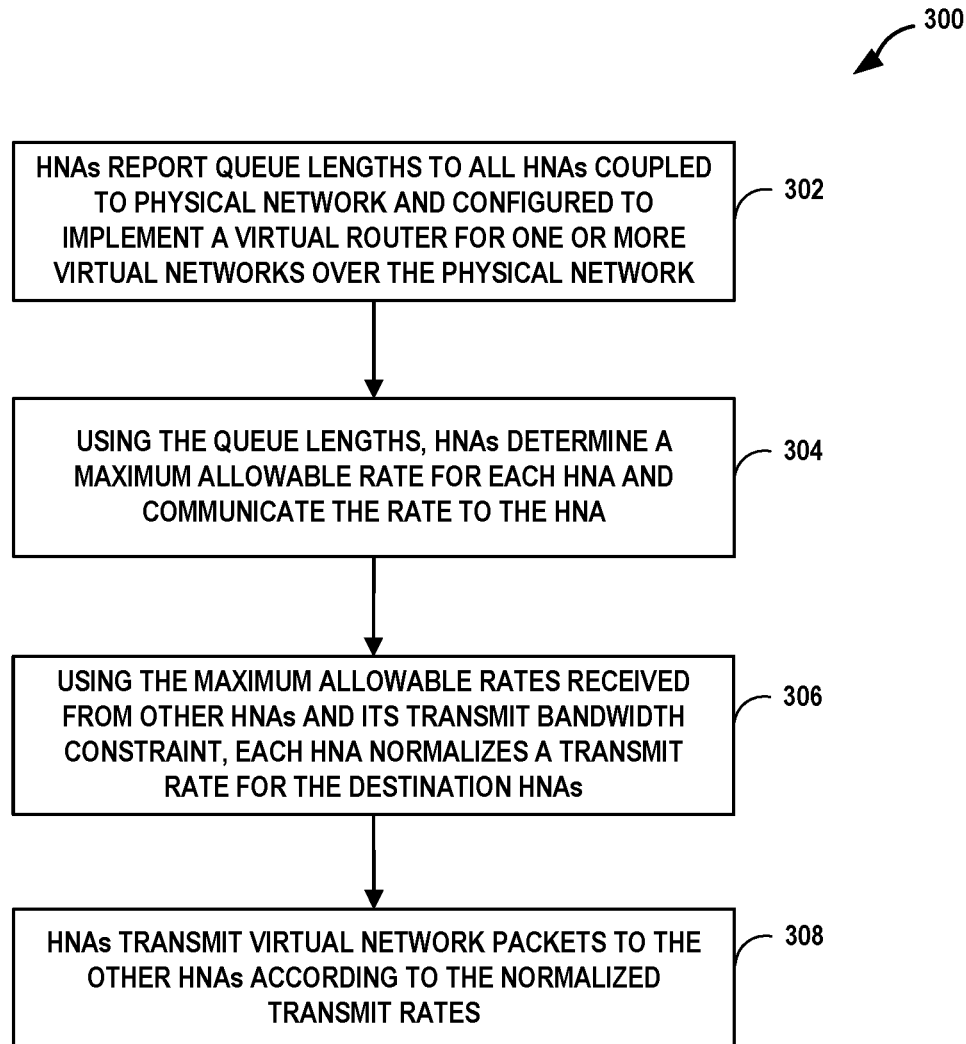 300
HNAs REPORT QUEUE LENGTHS TO ALL HNAs COUPLED
TO PHYSICAL NETWORK AND CONFIGURED TO
IMPLEMENT A VIRTUAL ROUTER FOR ONE OR MORE
VIRTUAL NETWORKS OVER THE PHYSICAL NETWORK
302
USING THE QUEUE LENGTHS, HNAs DETERMINE A
MAXIMUM ALLOWABLE RATE FOR EACH HNA AND
COMMUNICATE THE RATE TO THE HNA
304
USING THE MAXIMUM ALLOWABLE RATES RECEIVED
FROM OTHER HNAs AND ITS TRANSMIT BANDWIDTH
CONSTRAINT, EACH HNA NORMALIZES A TRANSMIT
RATE FOR THE DESTINATION HNAs
306
HNAs TRANSMIT VIRTUAL NETWORK PACKETS TO THE
OTHER HNAs ACCORDING TO THE NORMALIZED
TRANSMIT RATES
308